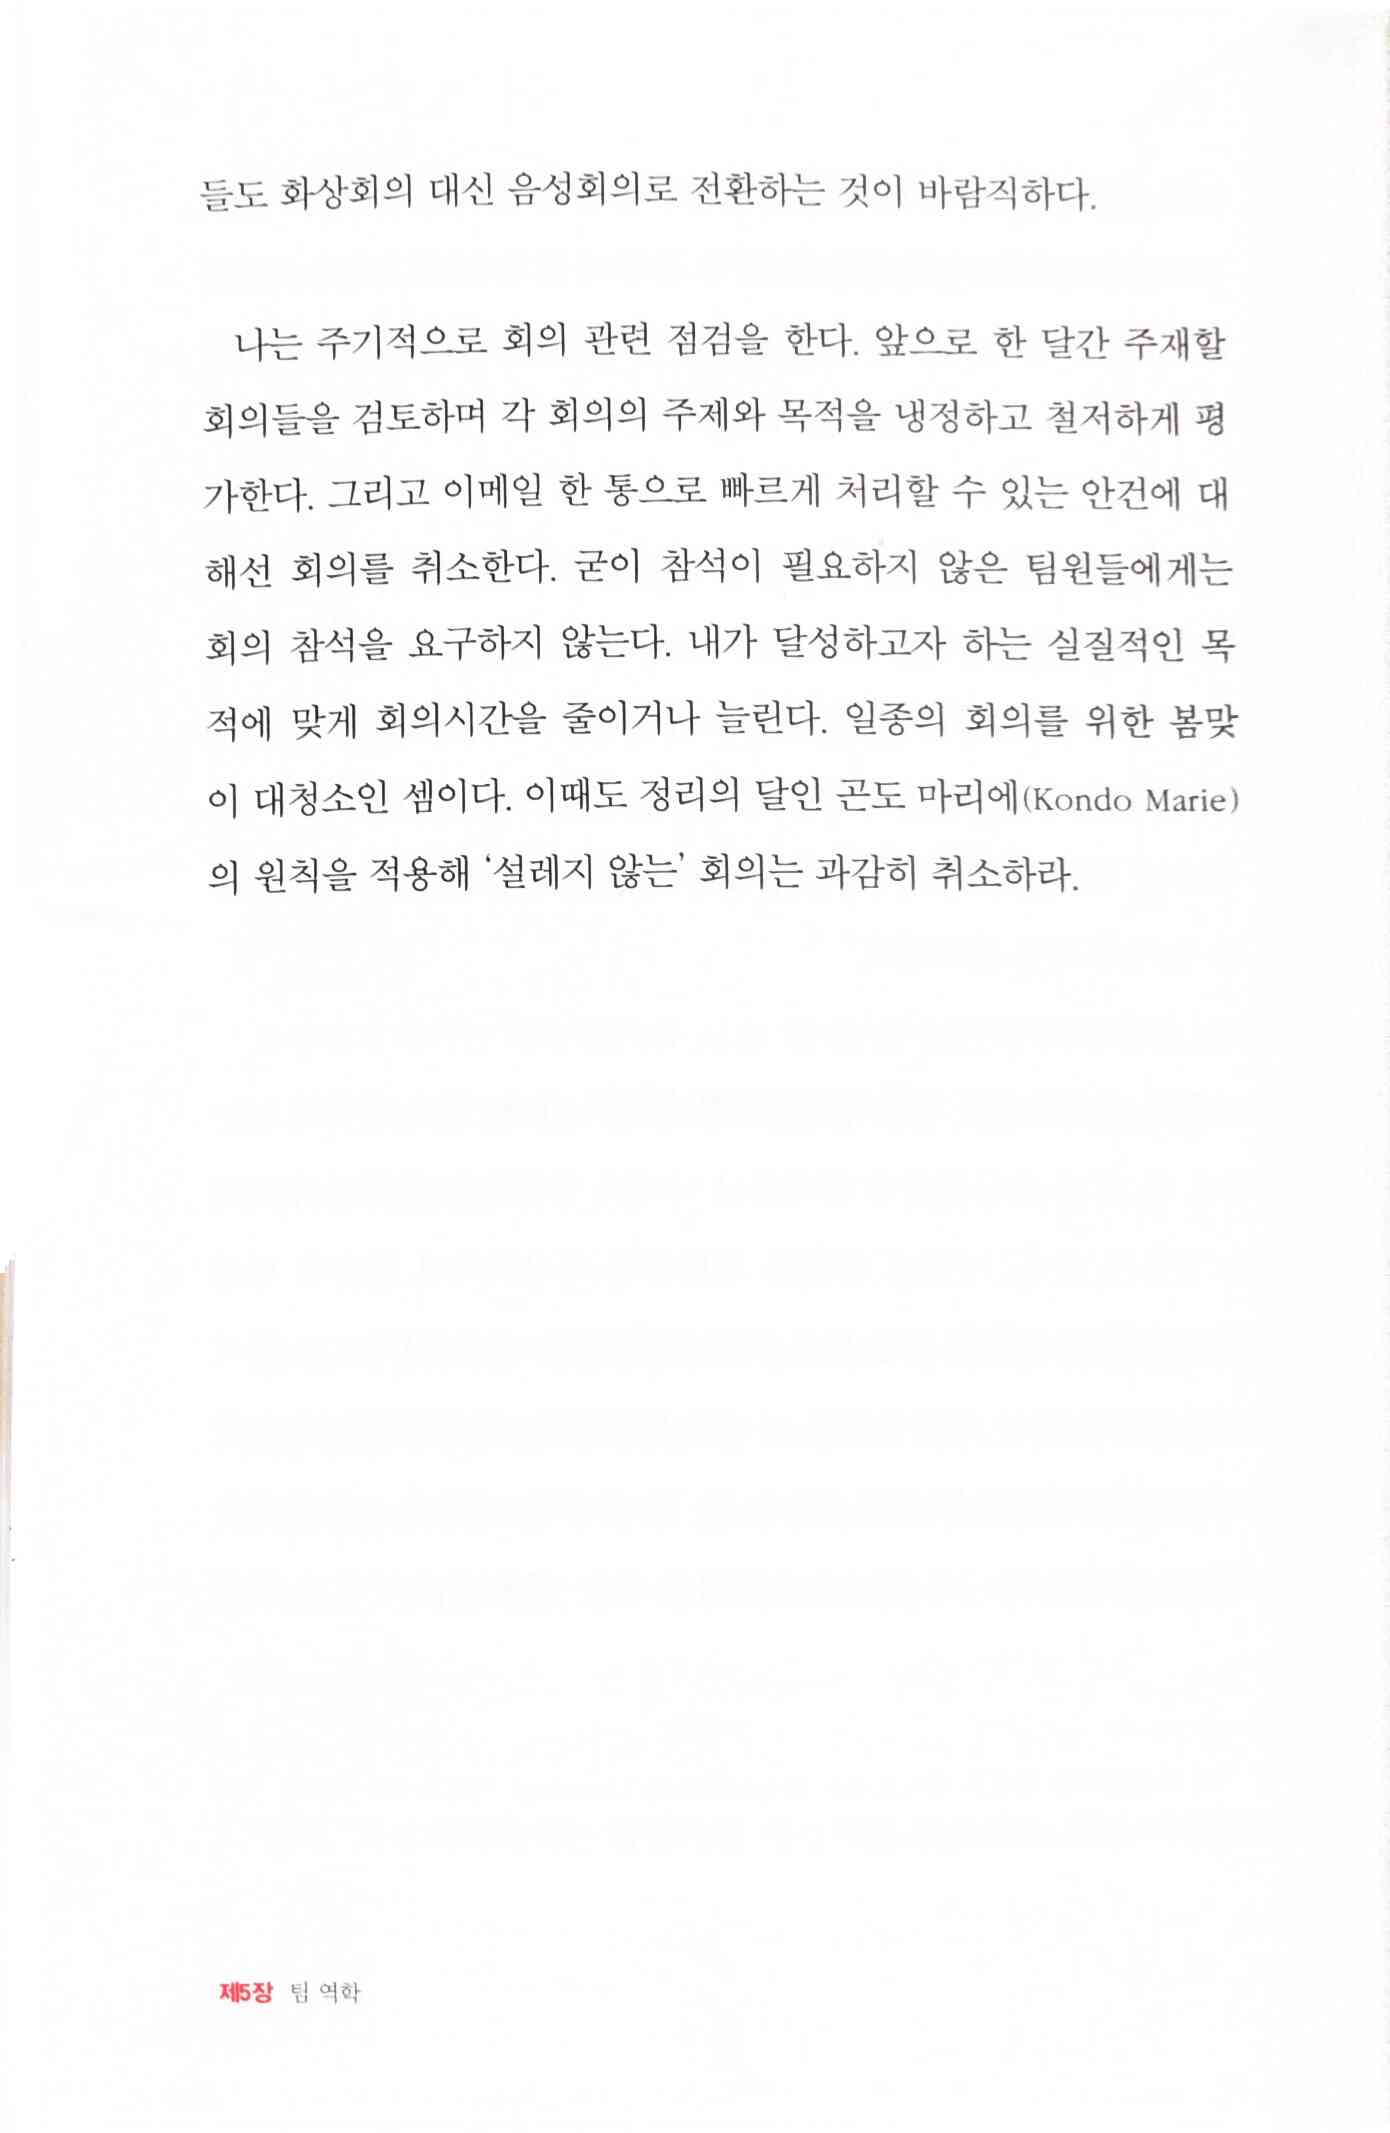 들도 화상회의 대신 음성회의로 전환하는 것이 바람직하다.
나는 주기적으로 회의 관련 점검을 한다. 앞으로 한 달간 주재할
회의들을 검토하며 각 회의의 주제와 목적을 냉정하고 철저하게 평
가한다. 그리고 이메일 한 통으로 빠르게 처리할 수 있는 안건에 대
해선 회의를 취소한다. 굳이 참석이 필요하지 않은 팀원들에게는
회의 참석을 요구하지 않는다. 내가 달성하고자 하는 실질적인 목
적에 맞게 회의시간을 줄이거나 늘린다. 일종의 회의를 위한 봄맞
이 대청소인 셈이다. 이때도 정리의 달인 곤도 마리에(Kondo Marie)
의 원칙을 적용해 ‘설레지 않는’ 회의는 과감히 취소하라.
제5장 팀 역학